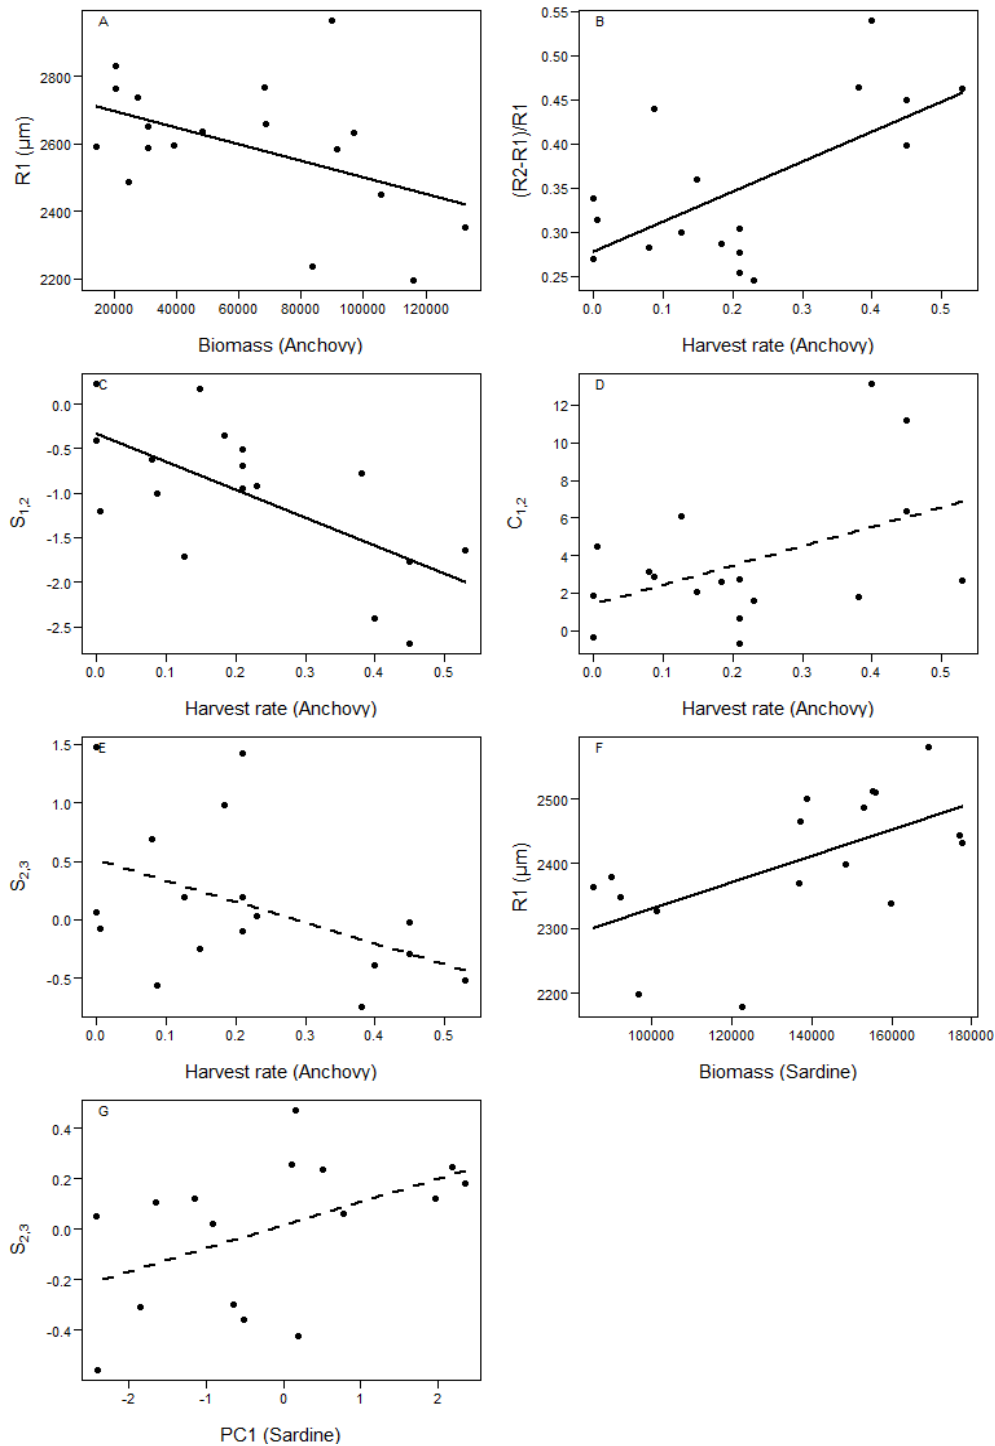 A
R1 (µm)
2800
2600
2400
2200
20000 40000 60000 80000 100000 120000
Biomass (Anchovy)
B
(R2-R1)/R1
0.55
0.50
0.45
0.40
0.35
0.30
0.25
0.0 0.1 0.2 0.3 0.4 0.5
Harvest rate (Anchovy)
C
S1,2
0.0
-0.5
-1.0
-1.5
-2.0
-2.5
0.0 0.1 0.2 0.3 0.4 0.5
Harvest rate (Anchovy)
D
C1,2
12
10
8
6
4
2
0
0.0 0.1 0.2 0.3 0.4 0.5
Harvest rate (Anchovy)
E
S2,3
1.5
1.0
0.5
0.0
-0.5
0.0 0.1 0.2 0.3 0.4 0.5
Harvest rate (Anchovy)
F
R1 (µm)
2500
2400
2300
2200
100000 120000 140000 160000 180000
Biomass (Sardine)
G
S2,3
0.4
0.2
0.0
-0.2
-0.4
-2 -1 0 1 2
PC1 (Sardine)